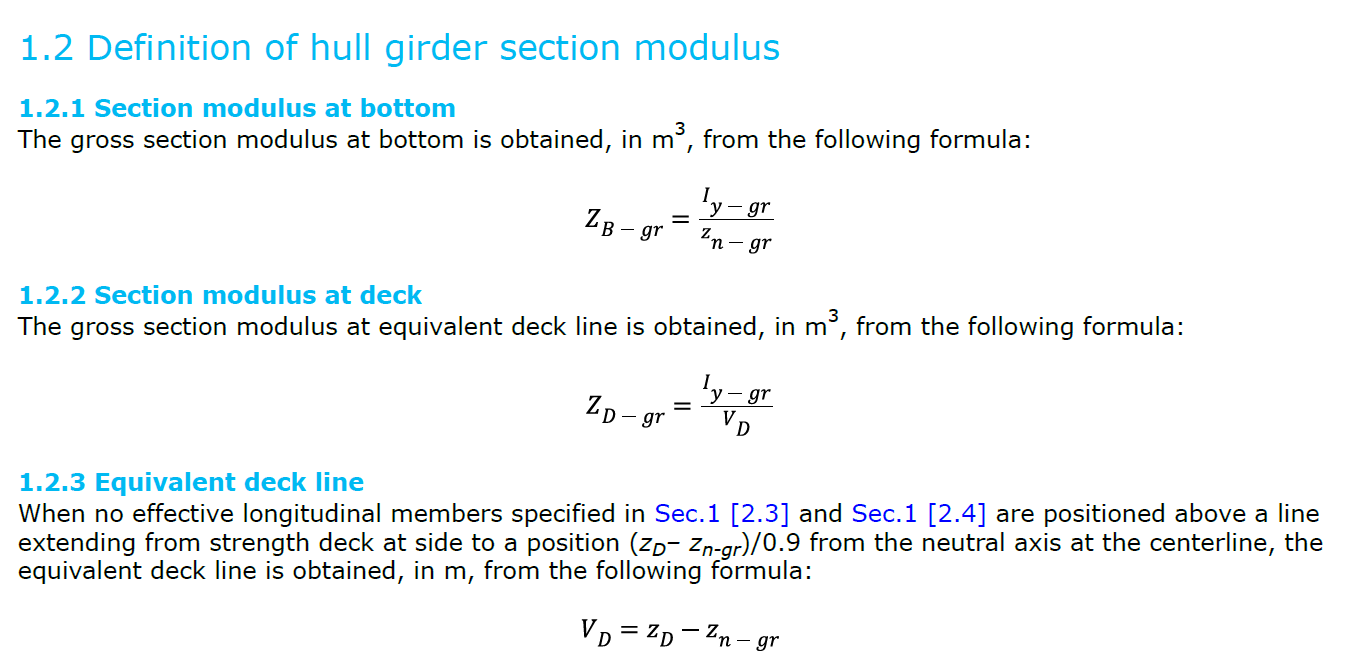 1.2 Definition of hull girder section modulus
1.2.1 Section modulus at bottom
The gross section modulus at bottom is obtained, in m³, from the following formula:
Z_{B − gr} = \frac{I_{y − gr}}{z_{n − gr}}
1.2.2 Section modulus at deck
The gross section modulus at equivalent deck line is obtained, in m³, from the following formula:
Z_{D − gr} = \frac{I_{y − gr}}{V_D}
1.2.3 Equivalent deck line
When no effective longitudinal members specified in Sec.1 [2.3] and Sec.1 [2.4] are positioned above a line
extending from strength deck at side to a position (z_D− z_{n-gr})/0.9 from the neutral axis at the centerline, the
equivalent deck line is obtained, in m, from the following formula:
V_D = z_D − z_{n − gr}